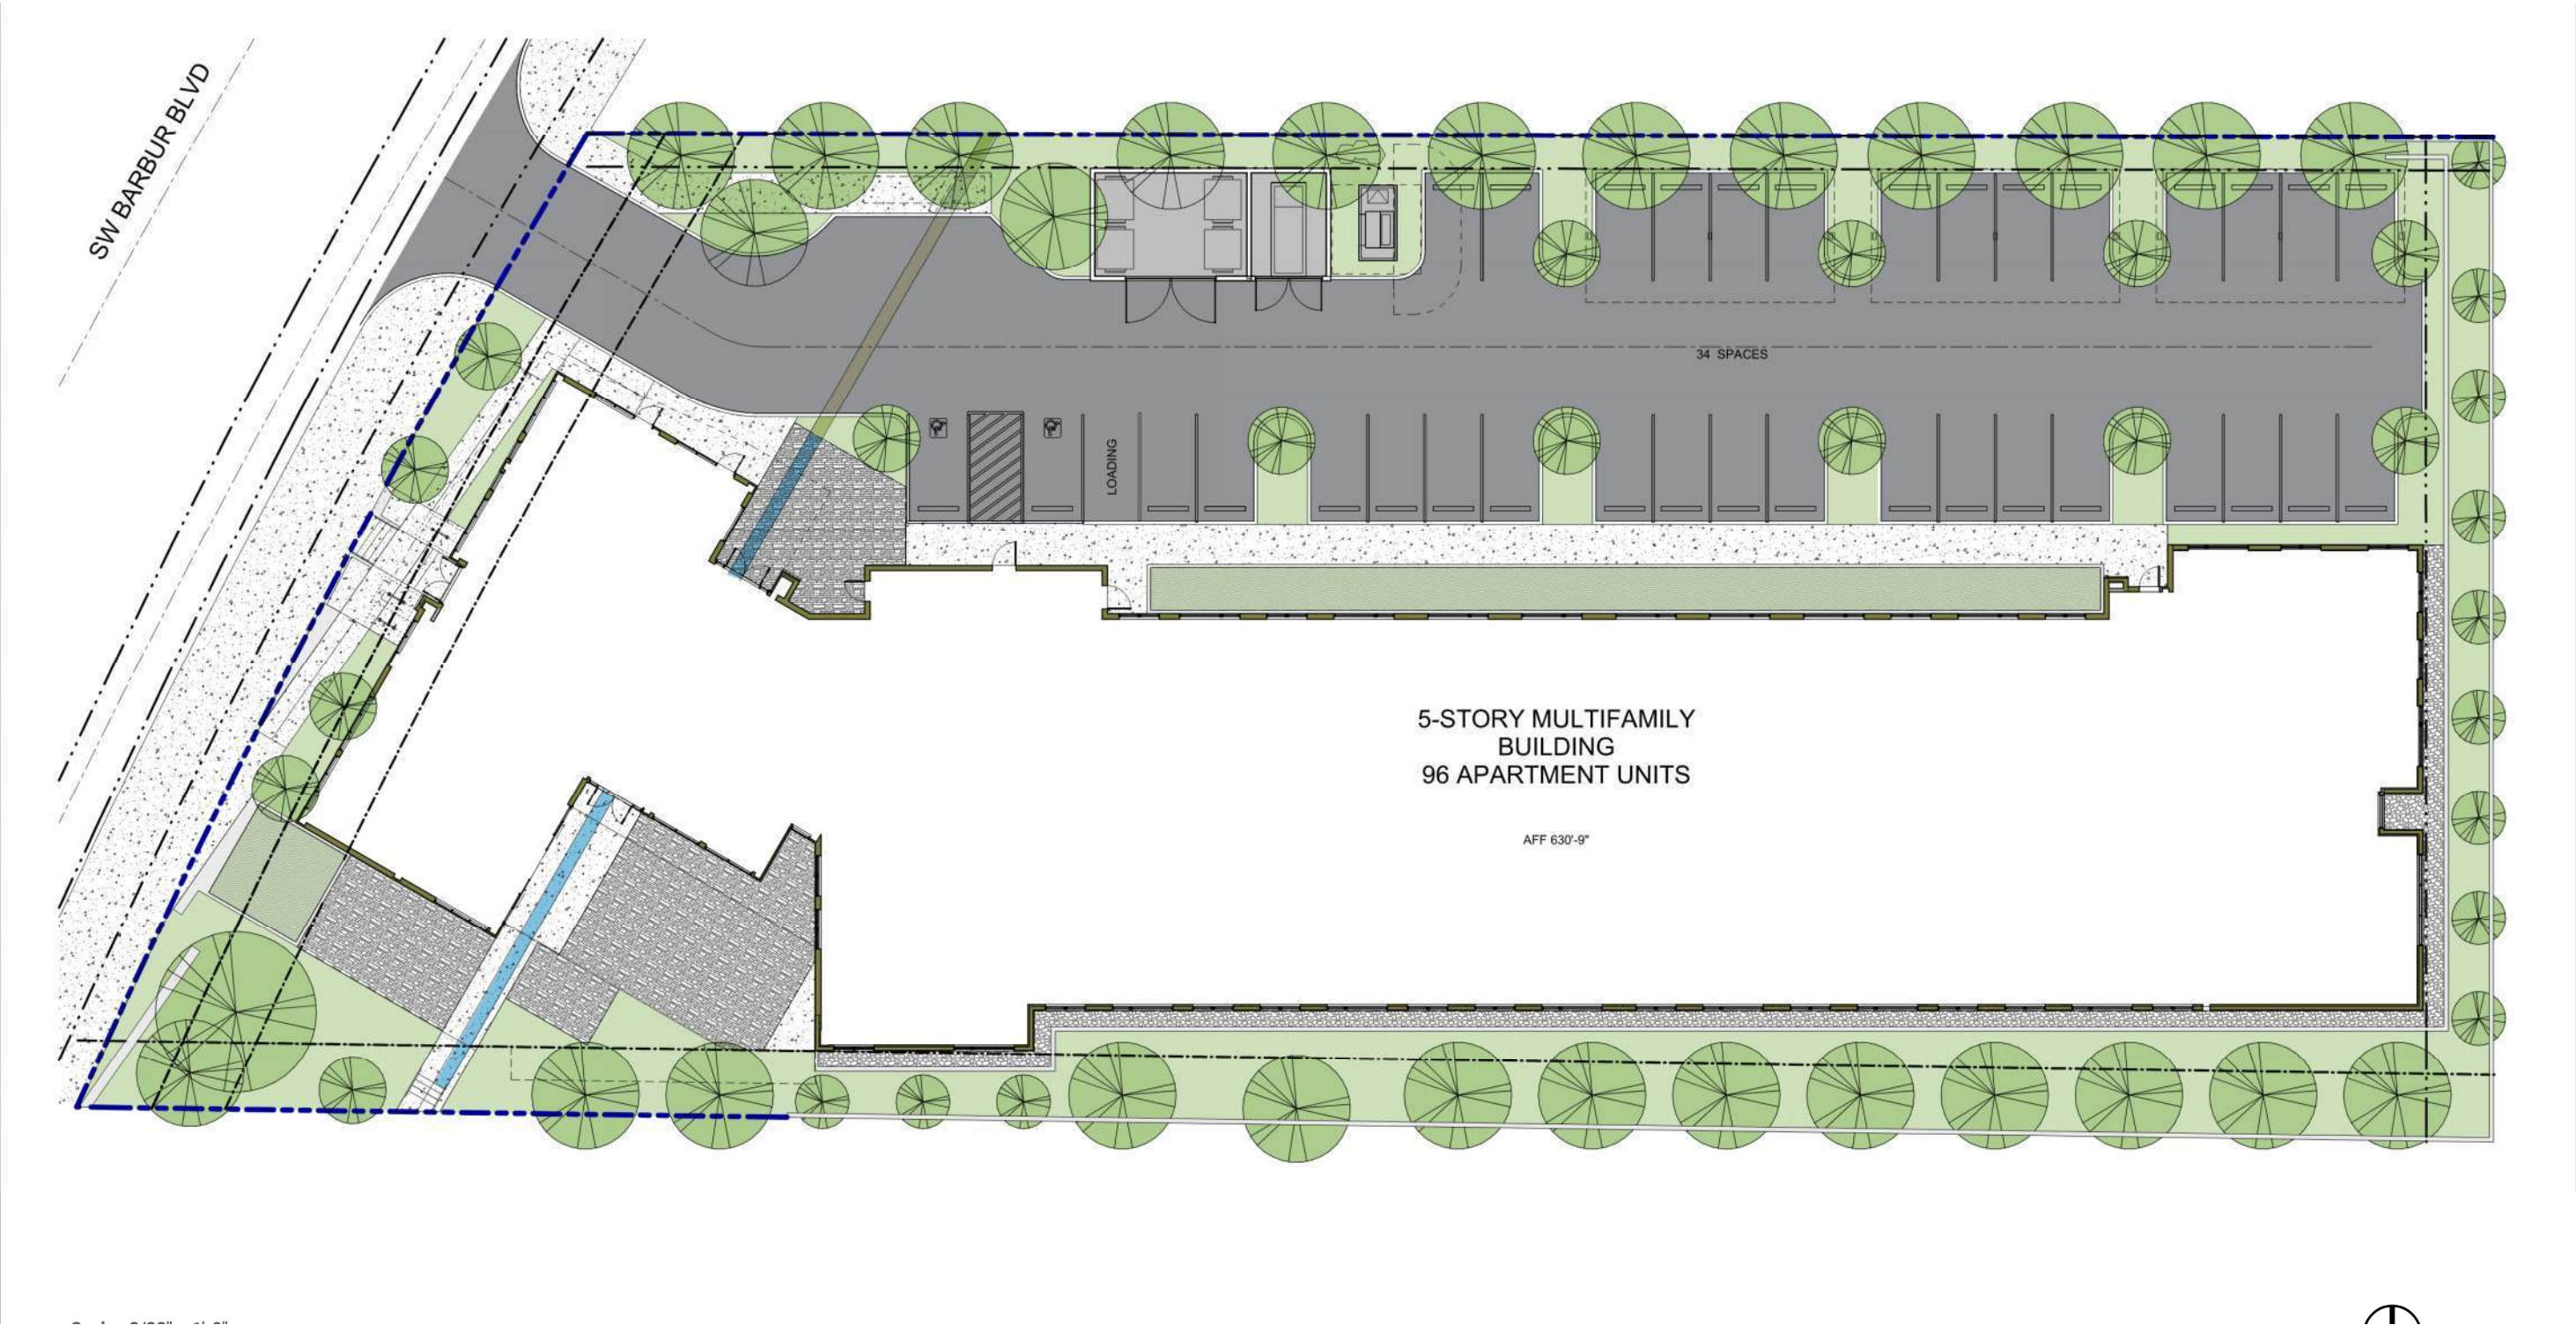 SW BARBUR BLVD
34 SPACES
LOADING
5-STORY MULTIFAMILY
BUILDING
96 APARTMENT UNITS
AFF 630'-9"